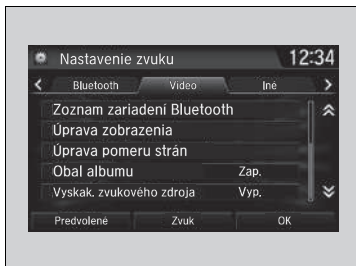 Nastavenie zvuku 12:34
Bluetooth Video Iné
Zoznam zariadení Bluetooth
Úprava zobrazenia
Úprava pomeru strán
Obal albumu Zap.
Vyskak. zvukového zdroja Vyp.
Predvolené Zvuk OK